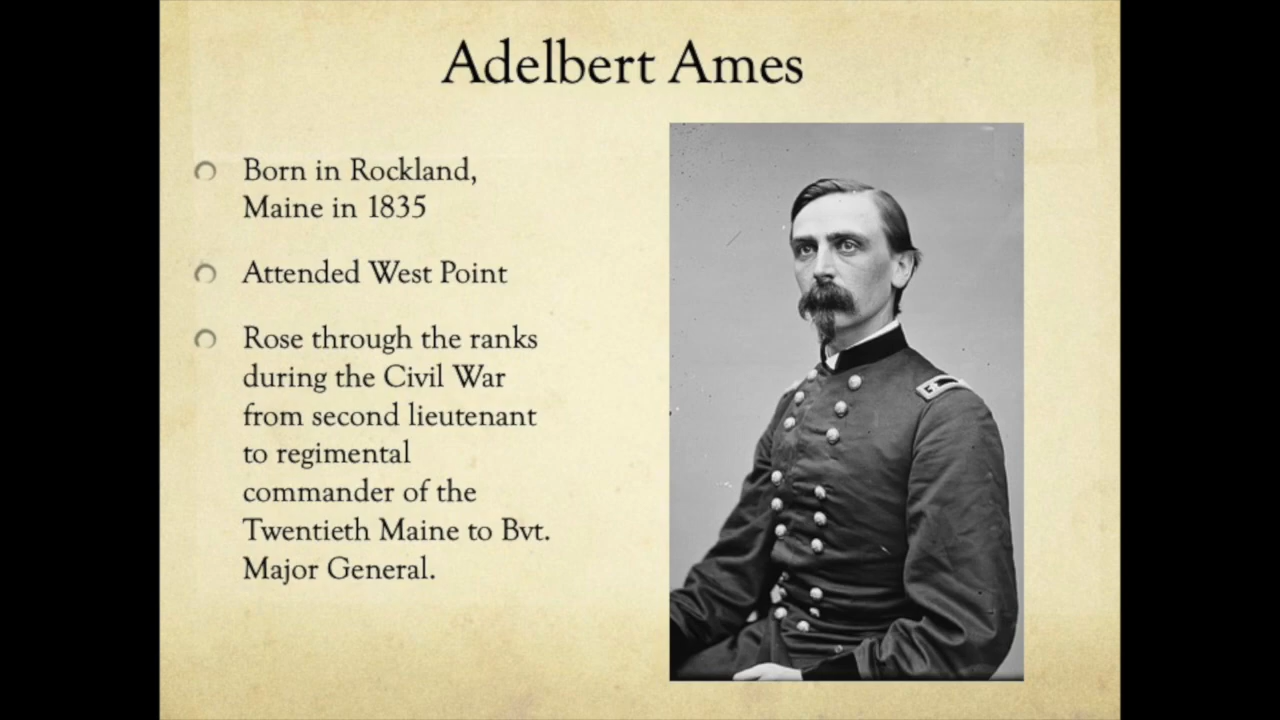 Adelbert Ames
Born in Rockland,
Maine in 1835
Attended West Point
Rose through the ranks
during the Civil War
from second lieutenant
to regimental
commander of the
Twentieth Maine to Bvt.
Major General.